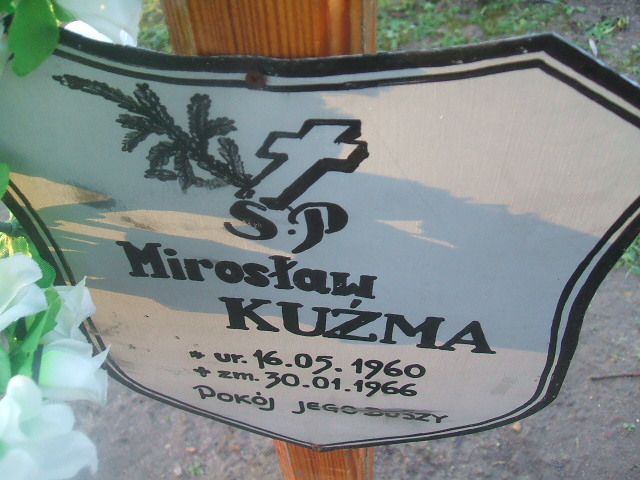 Ś.P
Mirosław
KUŹMA
* ur. 16.05.1960
+ zm. 30.01.1966
POKÓJ JEGO DUSZY